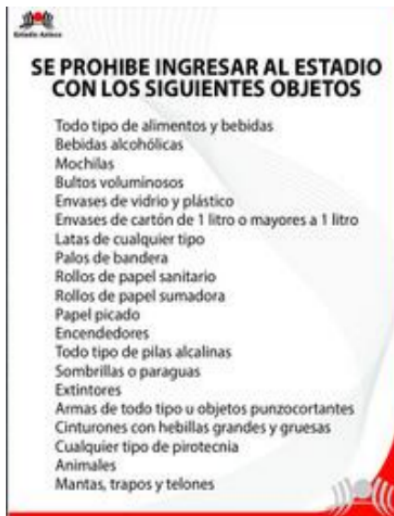 Estadio Azteca
SE PROHIBE INGRESAR AL ESTADIO
CON LOS SIGUIENTES OBJETOS
Todo tipo de alimentos y bebidas
Bebidas alcohólicas
Mochilas
Bultos voluminosos
Envases de vidrio y plástico
Envases de cartón de 1 litro o mayores a 1 litro
Latas de cualquier tipo
Palos de bandera
Rollos de papel sanitario
Rollos de papel sumadora
Papel picado
Encendedores
Todo tipo de pilas alcalinas
Sombrillas o paraguas
Extintores
Armas de todo tipo u objetos punzocortantes
Cinturones con hebillas grandes y gruesas
Cualquier tipo de pirotecnia
Animales
Mantas, trapos y telones